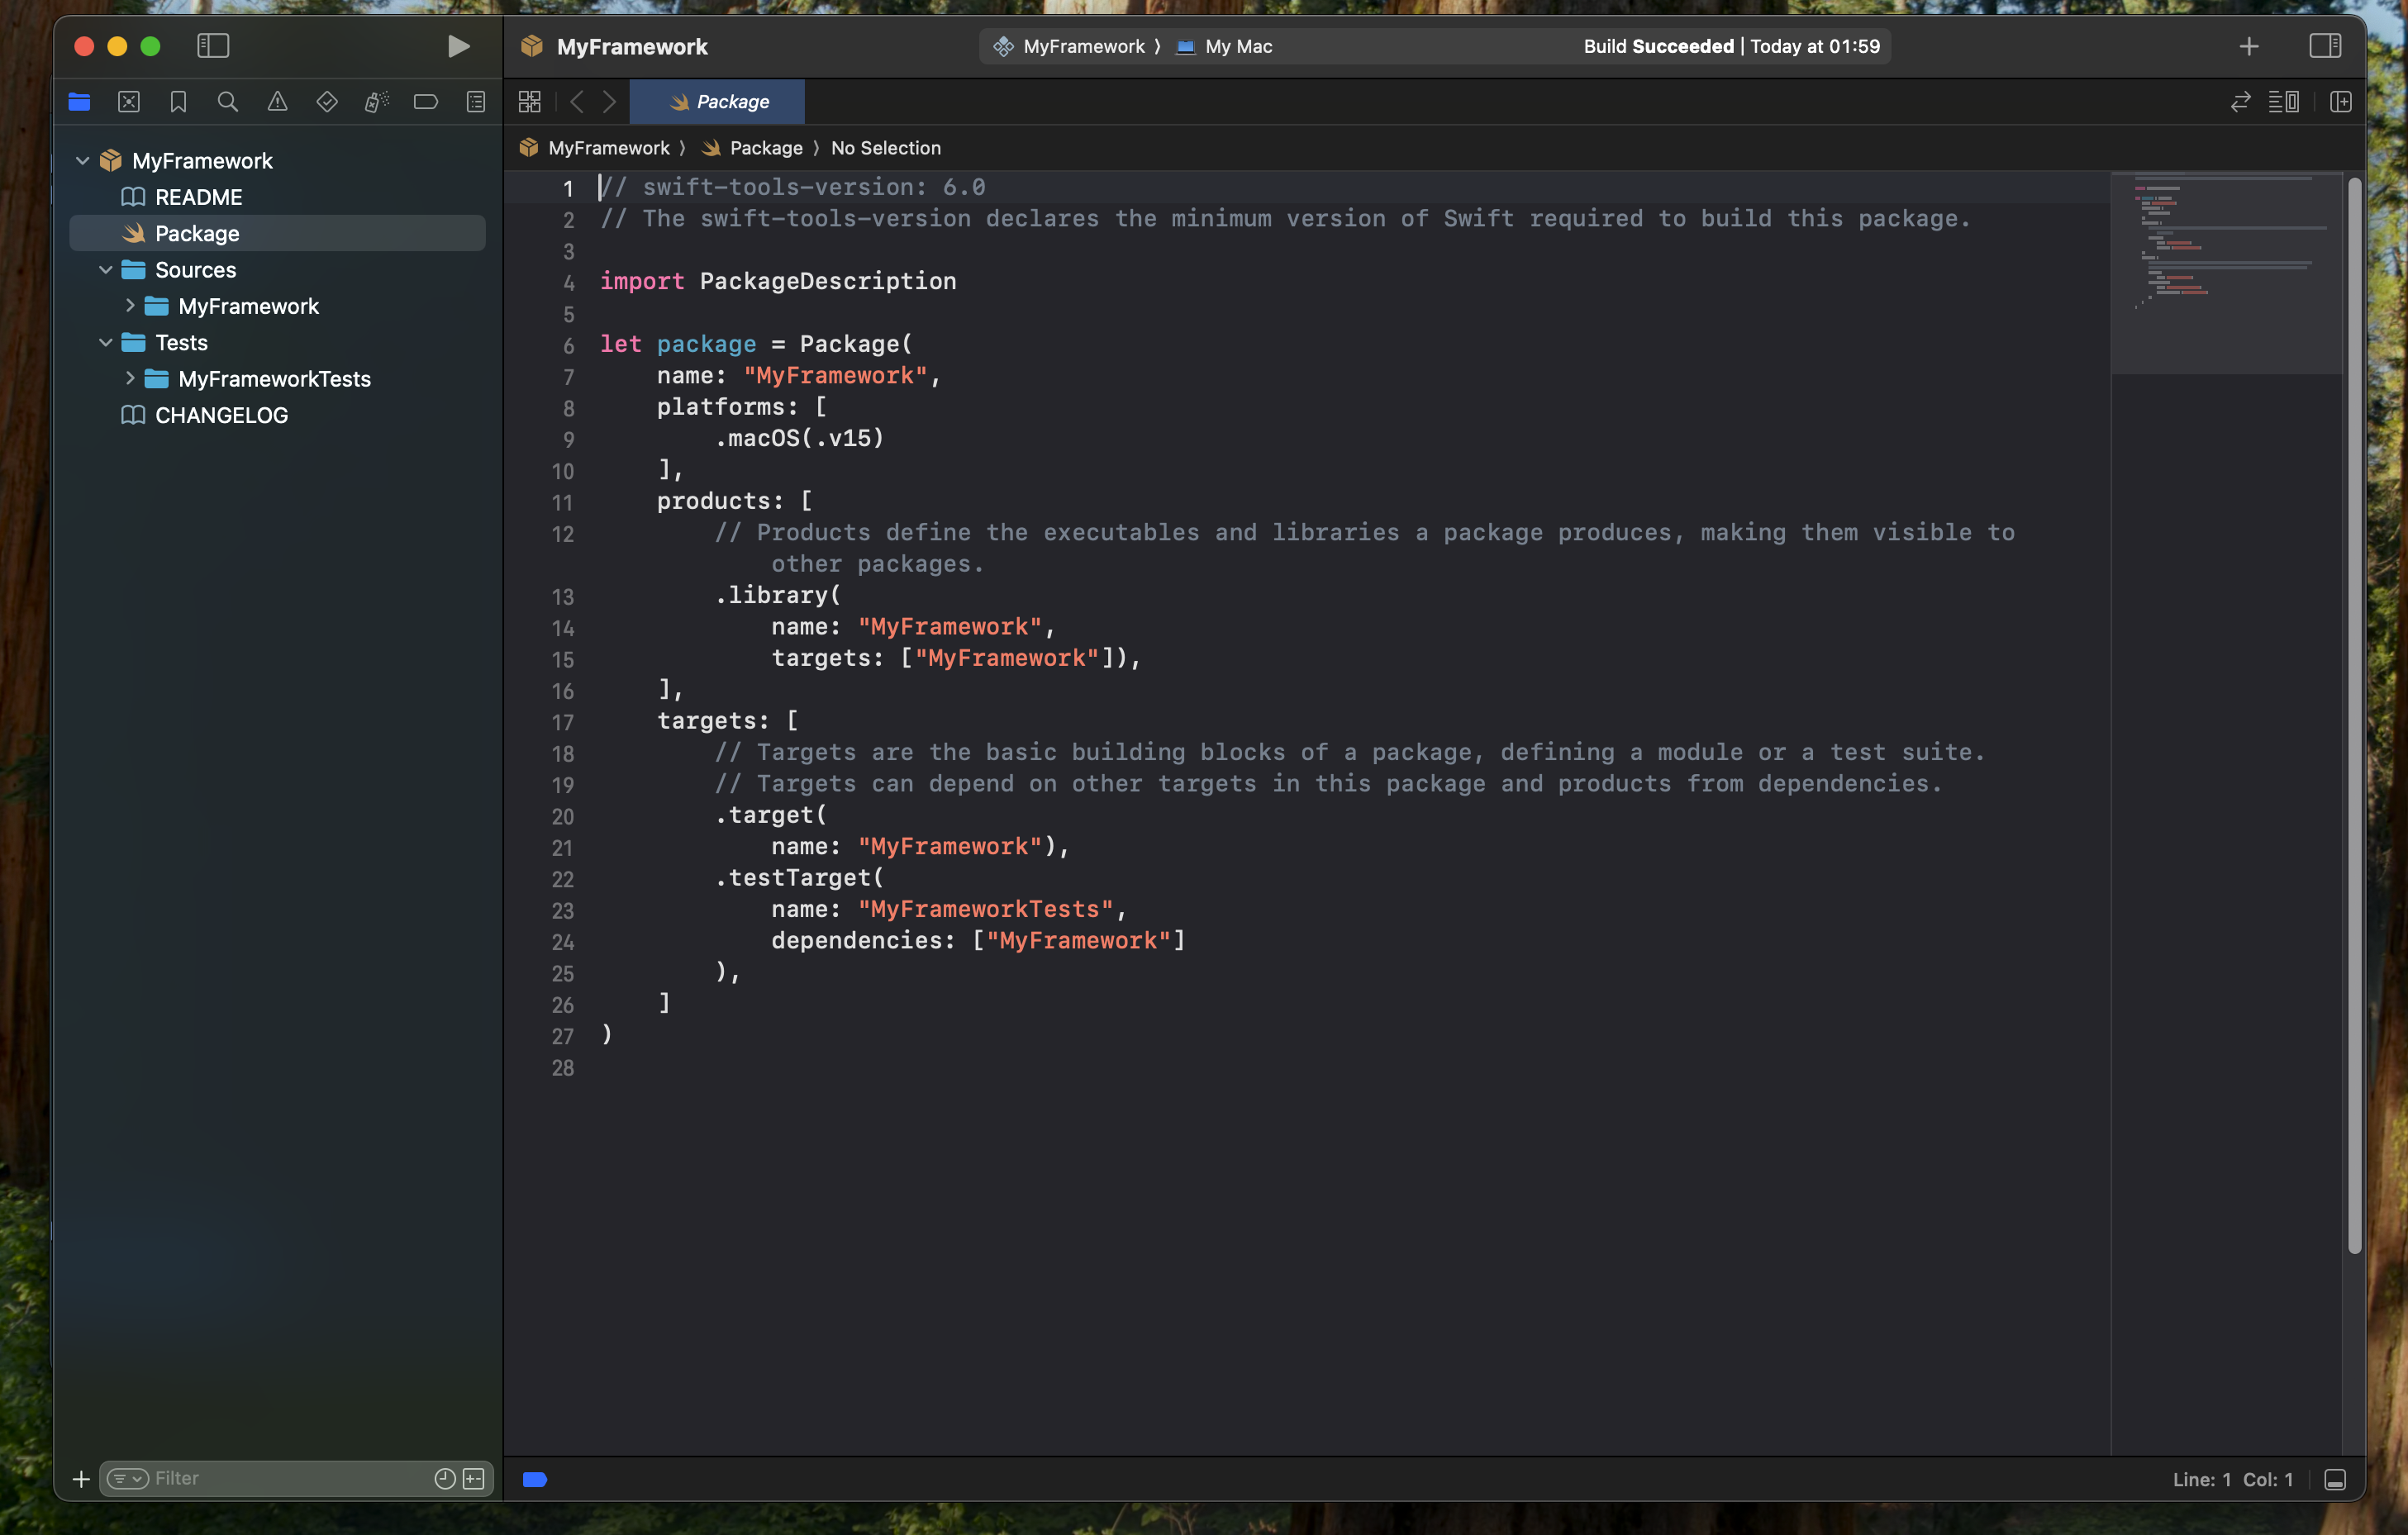 MyFramework
MyFramework ⟩ My Mac
Build Succeeded | Today at 01:59
Package
MyFramework ⟩ Package ⟩ No Selection
MyFramework
README
Package
Sources
MyFramework
Tests
MyFrameworkTests
CHANGELOG
1 // swift-tools-version: 6.0
2 // The swift-tools-version declares the minimum version of Swift required to build this package.
3
4 import PackageDescription
5
6 let package = Package(
7     name: "MyFramework",
8     platforms: [
9         .macOS(.v15)
10     ],
11     products: [
12         // Products define the executables and libraries a package produces, making them visible to
            other packages.
13         .library(
14             name: "MyFramework",
15             targets: ["MyFramework"]),
16     ],
17     targets: [
18         // Targets are the basic building blocks of a package, defining a module or a test suite.
19         // Targets can depend on other targets in this package and products from dependencies.
20         .target(
21             name: "MyFramework"),
22         .testTarget(
23             name: "MyFrameworkTests",
24             dependencies: ["MyFramework"]
25         ),
26     ]
27 )
28
Filter
Line: 1 Col: 1